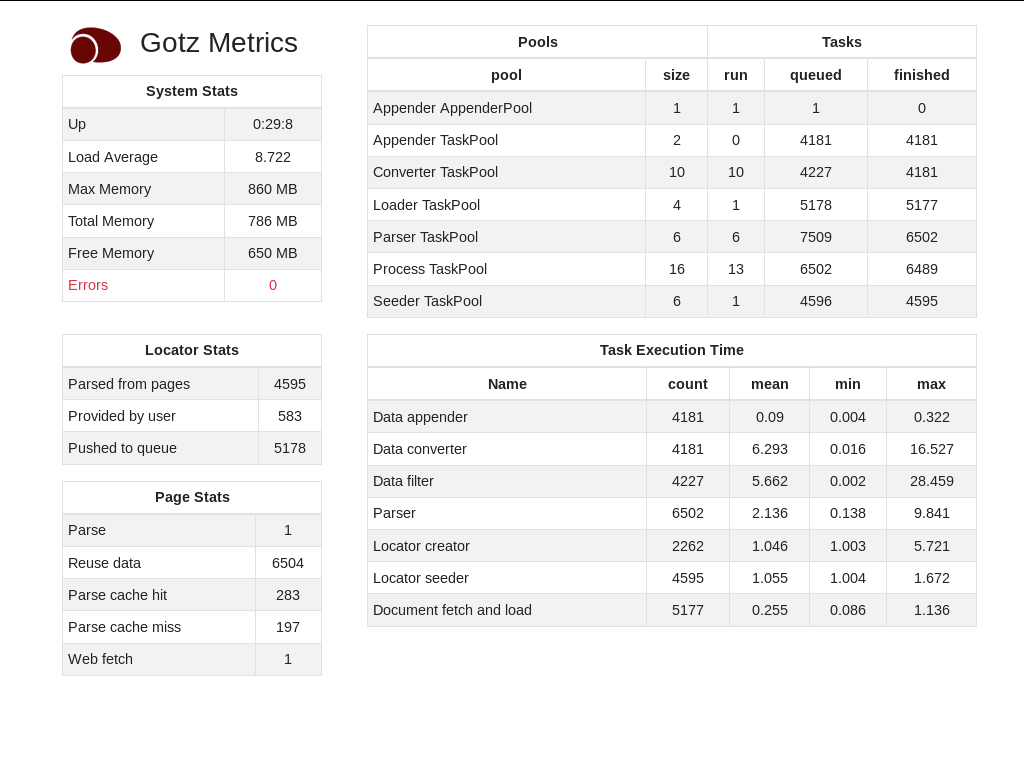 Gotz Metrics
System Stats
Up 0:29:8
Load Average 8.722
Max Memory 860 MB
Total Memory 786 MB
Free Memory 650 MB
Errors 0
Locator Stats
Parsed from pages 4595
Provided by user 583
Pushed to queue 5178
Page Stats
Parse 1
Reuse data 6504
Parse cache hit 283
Parse cache miss 197
Web fetch 1
Pools Tasks
pool size run queued finished
Appender AppenderPool 1 1 1 0
Appender TaskPool 2 0 4181 4181
Converter TaskPool 10 10 4227 4181
Loader TaskPool 4 1 5178 5177
Parser TaskPool 6 6 7509 6502
Process TaskPool 16 13 6502 6489
Seeder TaskPool 6 1 4596 4595
Task Execution Time
Name count mean min max
Data appender 4181 0.09 0.004 0.322
Data converter 4181 6.293 0.016 16.527
Data filter 4227 5.662 0.002 28.459
Parser 6502 2.136 0.138 9.841
Locator creator 2262 1.046 1.003 5.721
Locator seeder 4595 1.055 1.004 1.672
Document fetch and load 5177 0.255 0.086 1.136